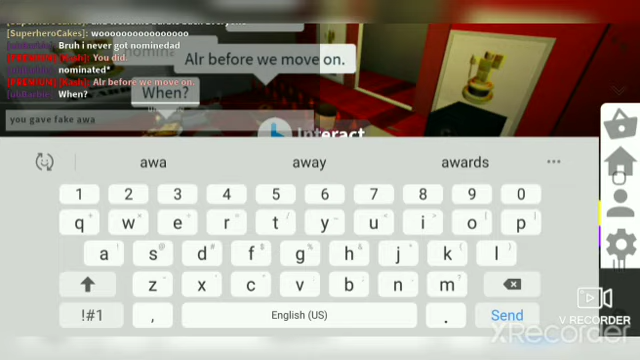 [SuperheroCakes]: woooooooooooooooo
Bruh i never got nominedad
You did.
nominated*
Alr before we move on.
When?
Alr before we move on.
When?
you gave fake awa
Interact
awa away awards ...
1 2 3 4 5 6 7 8 9 0
q w e r t y u i o p
a s d f g h j k l
z x c v b n m
!#1 , English (US) . Send
V RECORDER
XRecorder